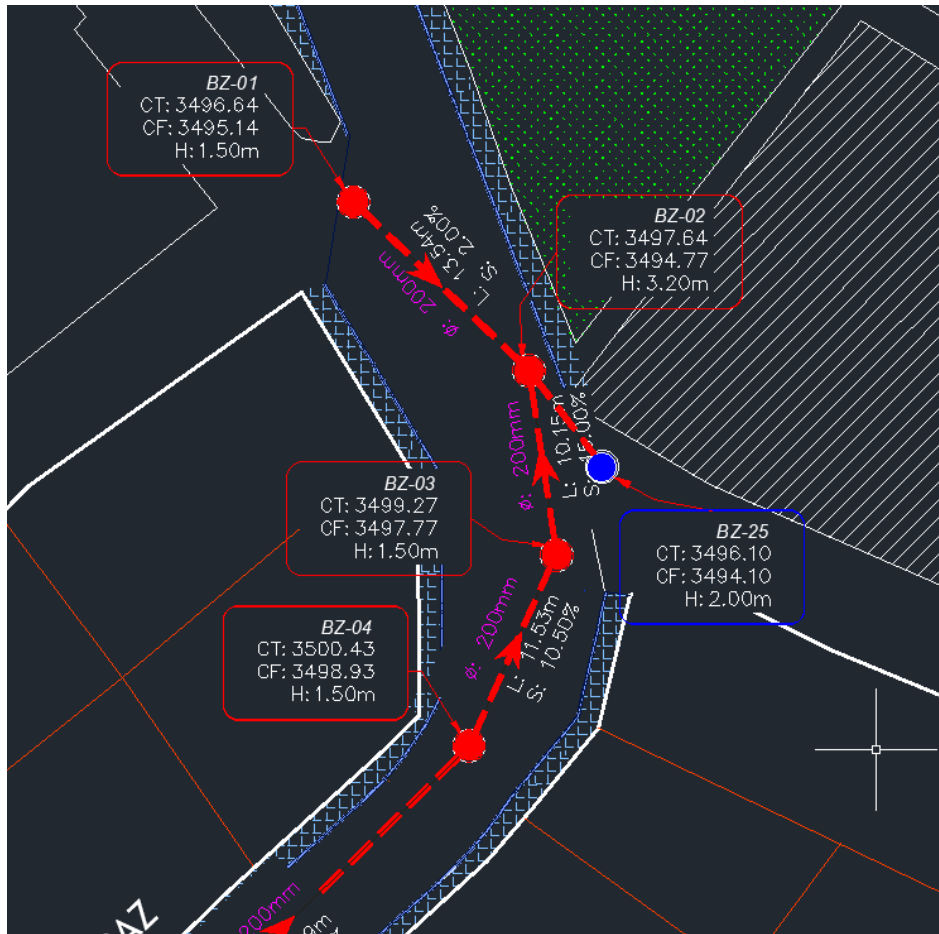 BZ-01
CT: 3496.64
CF: 3495.14
H: 1.50m
L: 13.54m
S: 2.00%
ø: 200mm
BZ-02
CT: 3497.64
CF: 3494.77
H: 3.20m
L: 10.15m
S: 15.00%
ø: 200mm
BZ-03
CT: 3499.27
CF: 3497.77
H: 1.50m
BZ-25
CT: 3496.10
CF: 3494.10
H: 2.00m
ø: 200mm
L: 11.53m
S: 10.50%
BZ-04
CT: 3500.43
CF: 3498.93
H: 1.50m
200mm